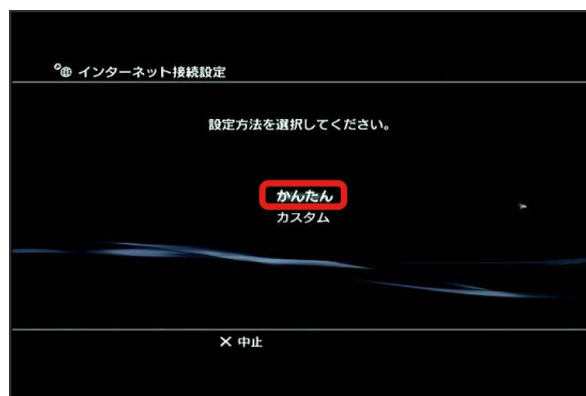 インターネット接続設定
設定方法を選択してください。
かんたん
カスタム
✕ 中止